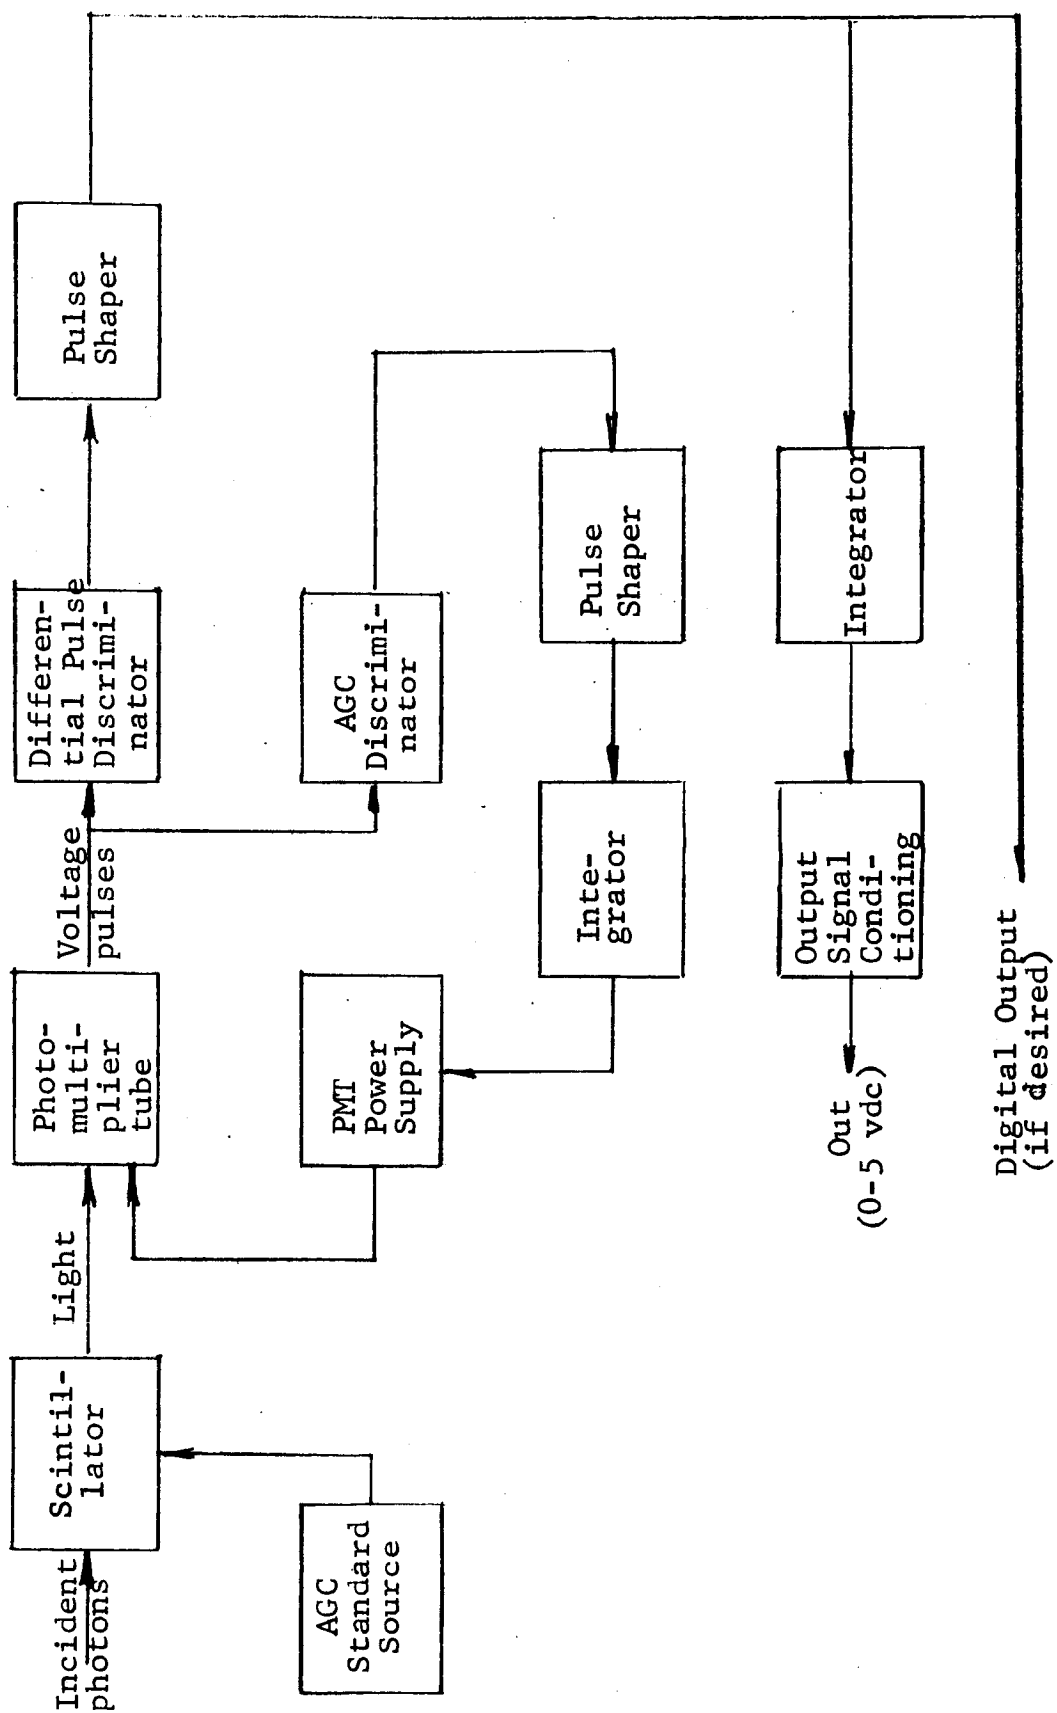 Incident
photons
Scintil-
lator
Light
Photo-
multi-
plier
tube
Voltage
pulses
Differen-
tial Pulse
Discrimi-
nator
Pulse
Shaper
AGC
Standard
Source
PMT
Power
Supply
AGC
Discrimi-
nator
Inte-
grator
Pulse
Shaper
Out
(0-5 vdc)
Output
Signal
Condi-
tioning
Integrator
Digital Output
(if desired)